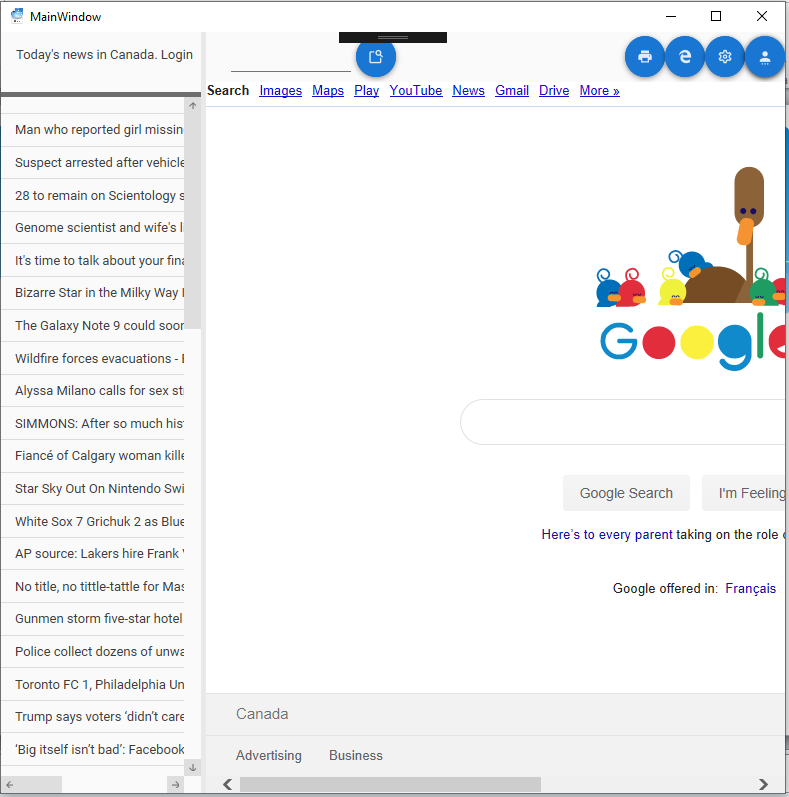 MainWindow
Today's news in Canada. Login
Search Images Maps Play YouTube News Gmail Drive More »
Man who reported girl missin
Suspect arrested after vehicle
28 to remain on Scientology s
Genome scientist and wife's l
It's time to talk about your fina
Bizarre Star in the Milky Way
The Galaxy Note 9 could soon
Wildfire forces evacuations -
Alyssa Milano calls for sex st
SIMMONS: After so much his
Fiancé of Calgary woman kille
Star Sky Out On Nintendo Swi
White Sox 7 Grichuk 2 as Blue
AP source: Lakers hire Frank
No title, no tittle-tattle for Mas
Gunmen storm five-star hotel
Police collect dozens of unwa
Toronto FC 1, Philadelphia Un
Trump says voters ‘didn’t care
‘Big itself isn’t bad’: Facebook
Google
Google Search I'm Feeling
Here’s to every parent taking on the role
Google offered in: Français
Canada
Advertising Business